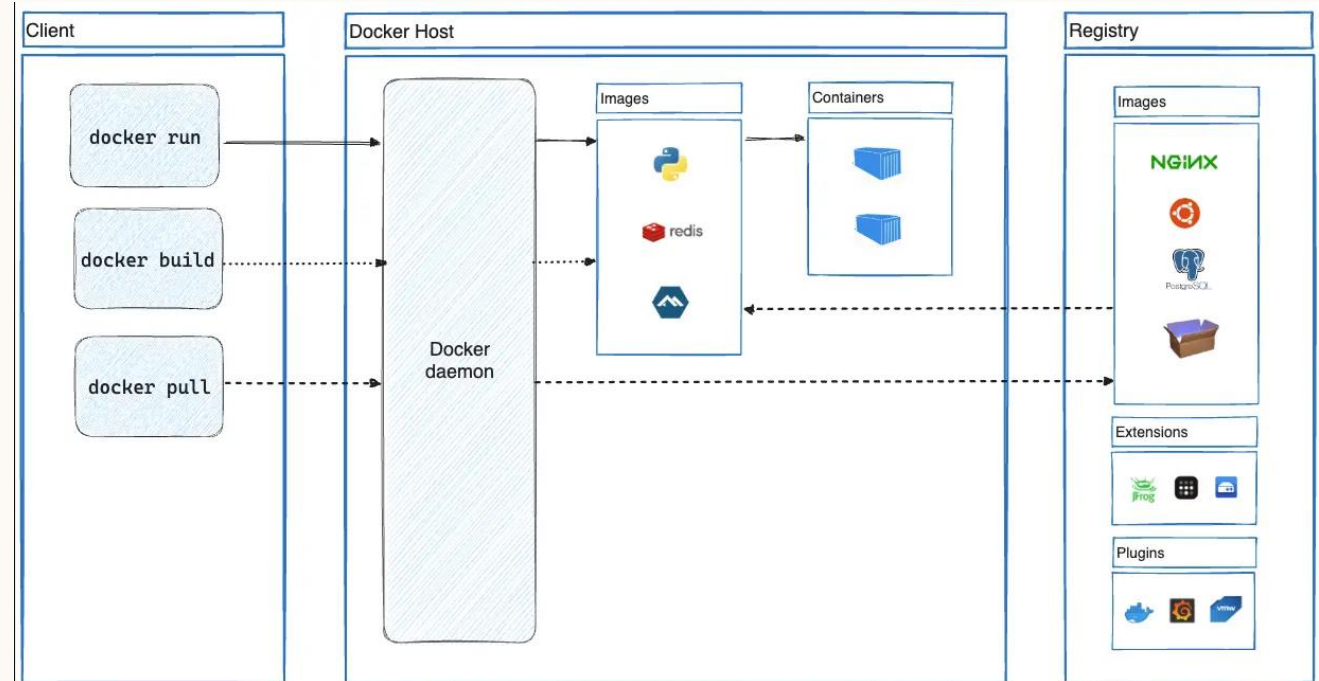 Client
Docker Host
Registry
docker run
docker build
docker pull
Docker
daemon
Images
redis
Containers
Images
NGiNX
PostgreSQL
Extensions
JFrog
Plugins
vmw